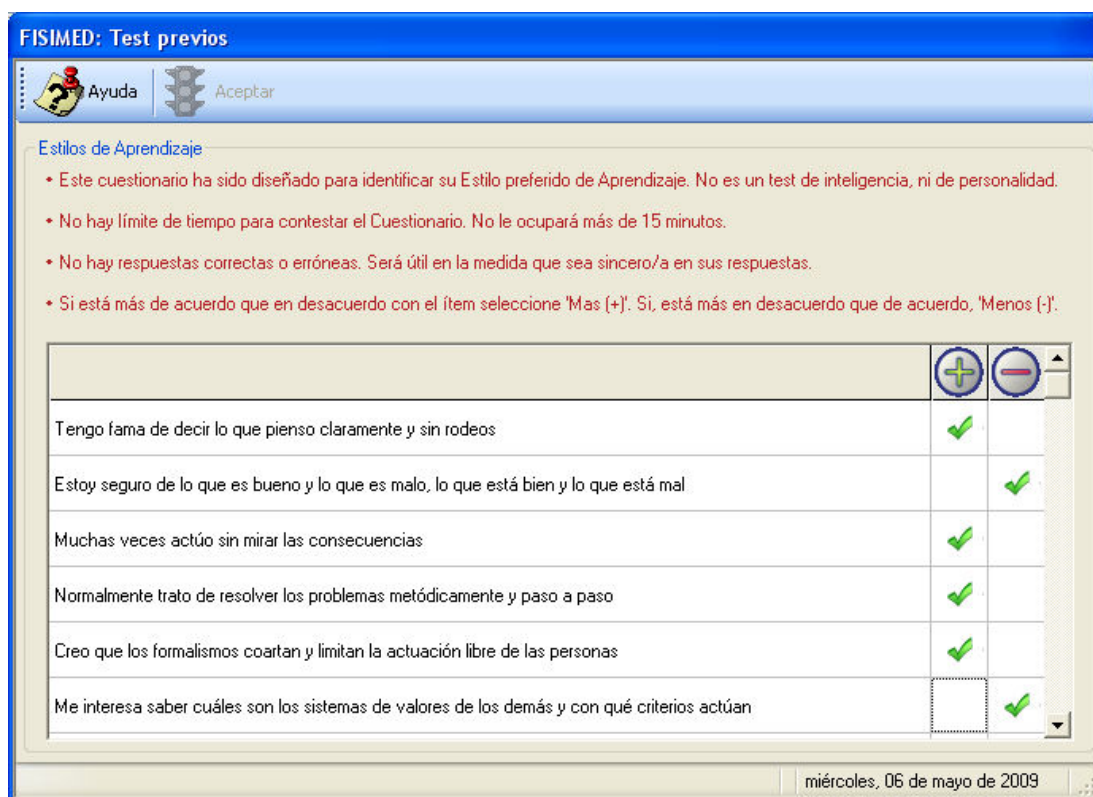 FISIMED: Test previos
Ayuda
Aceptar
Estilos de Aprendizaje
• Este cuestionario ha sido diseñado para identificar su Estilo preferido de Aprendizaje. No es un test de inteligencia, ni de personalidad.
• No hay límite de tiempo para contestar el Cuestionario. No le ocupará más de 15 minutos.
• No hay respuestas correctas o erróneas. Será útil en la medida que sea sincero/a en sus respuestas.
• Si está más de acuerdo que en desacuerdo con el ítem seleccione 'Mas (+)'. Si, está más en desacuerdo que de acuerdo, 'Menos (-)'.
Tengo fama de decir lo que pienso claramente y sin rodeos
Estoy seguro de lo que es bueno y lo que es malo, lo que está bien y lo que está mal
Muchas veces actúo sin mirar las consecuencias
Normalmente trato de resolver los problemas metódicamente y paso a paso
Creo que los formalismos coartan y limitan la actuación libre de las personas
Me interesa saber cuáles son los sistemas de valores de los demás y con qué criterios actúan
miércoles, 06 de mayo de 2009